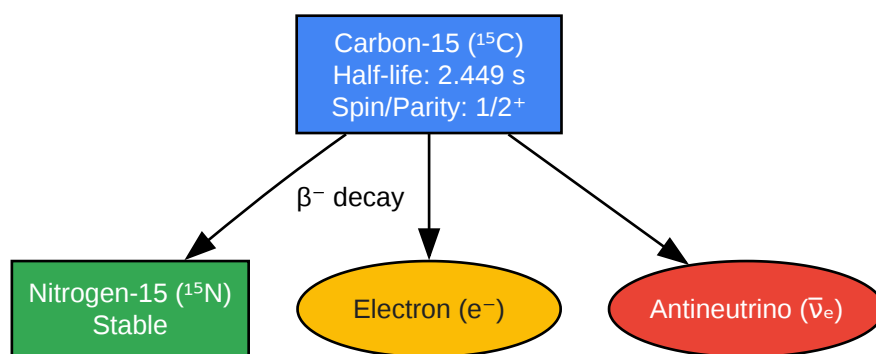 Carbon-15 (¹⁵C)
Half-life: 2.449 s
Spin/Parity: 1/2⁺
β⁻ decay
Nitrogen-15 (¹⁵N)
Stable
Electron (e⁻)
Antineutrino (ν̅ₑ)